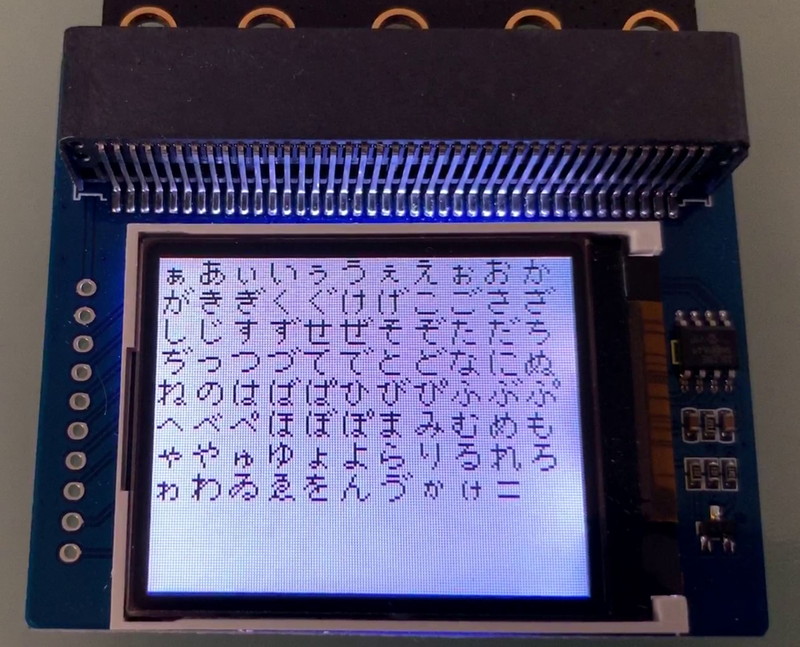 ぁあぃいぅうぇえぉおか
がきぎくぐけげこごさざ
しじすずせぜそぞただち
ぢっつづてでとどなにぬ
ねのはばぱひびぴふぶぷ
へべぺほぼぽまみむめも
ゃやゅゆょよらりるれろ
ゎわゐゑをんゔゕゖ=